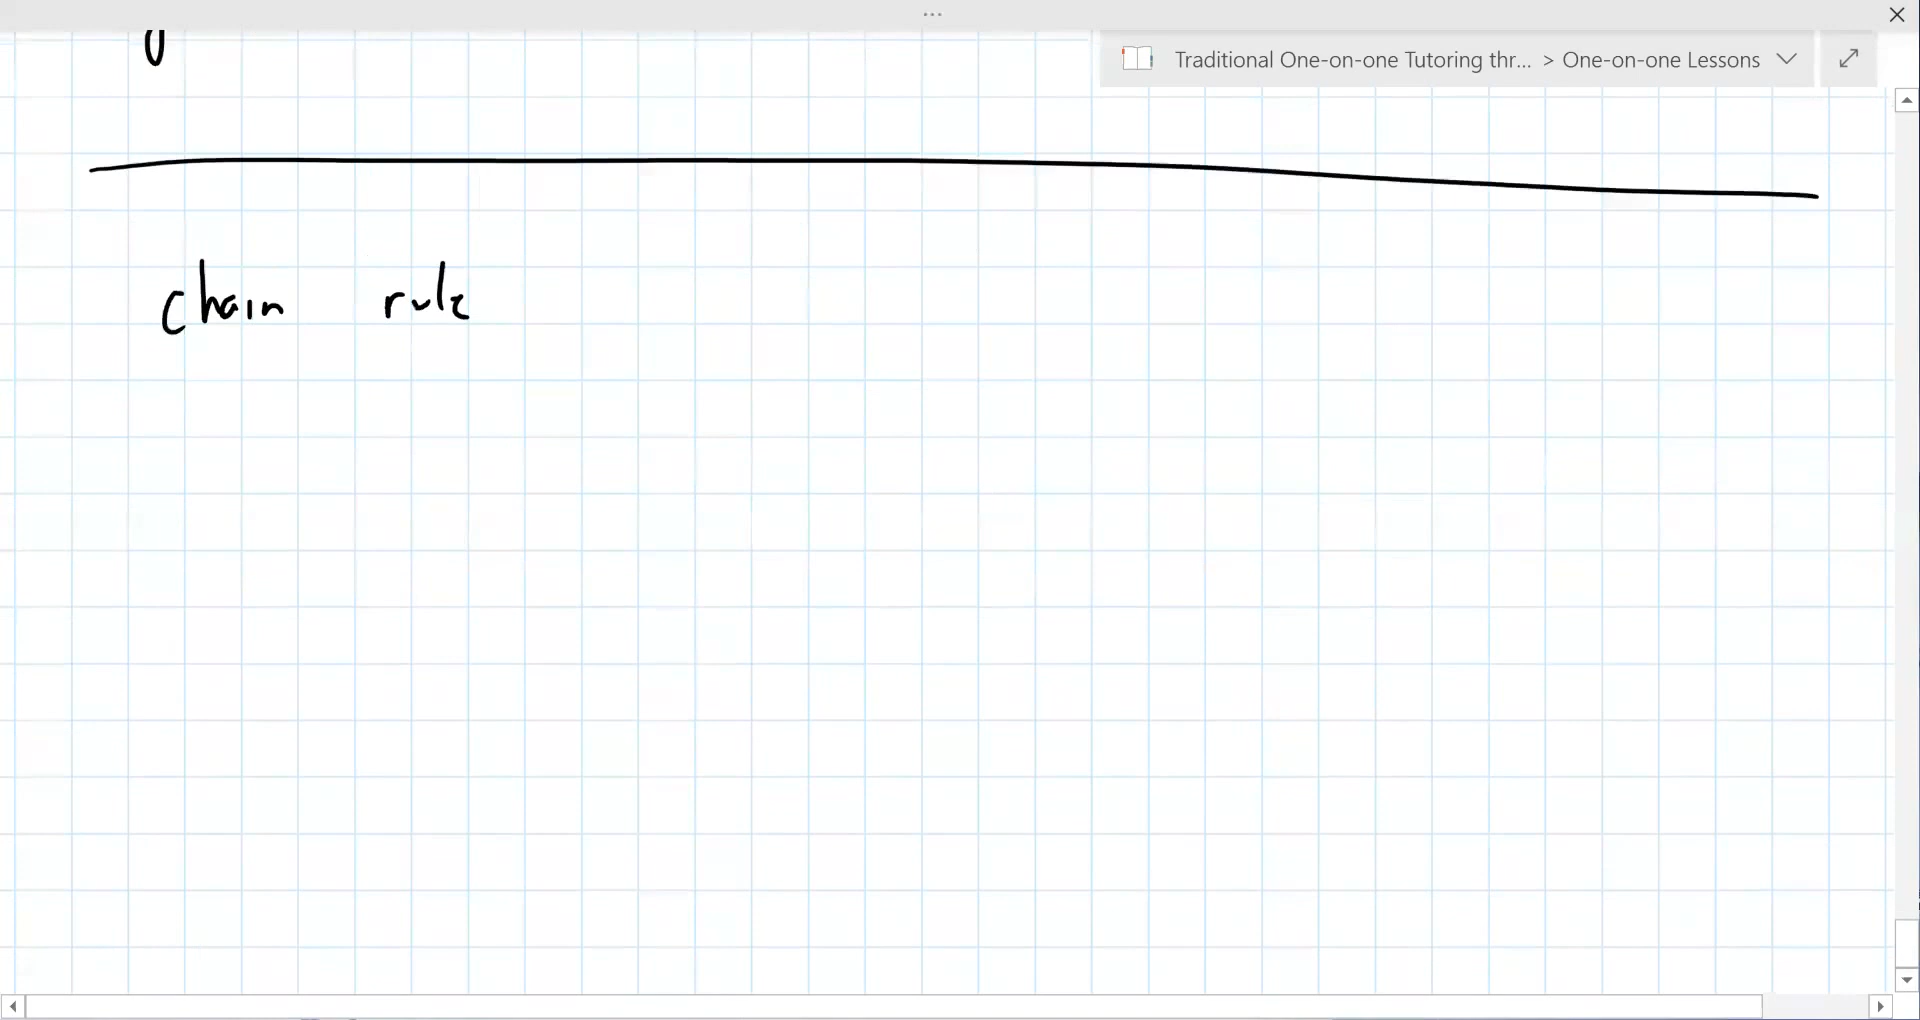 ...
Traditional One-on-one Tutoring thr... > One-on-one Lessons
chain rule